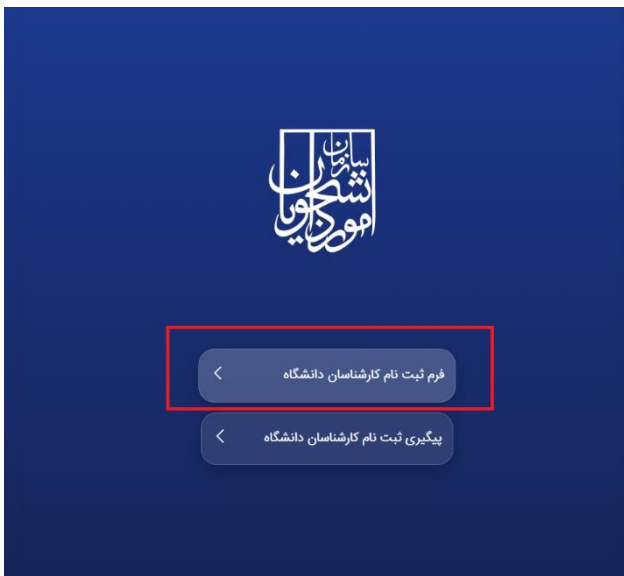 سازمان
امور دانشجویان
فرم ثبت نام کارشناسان دانشگاه
پیگیری ثبت نام کارشناسان دانشگاه